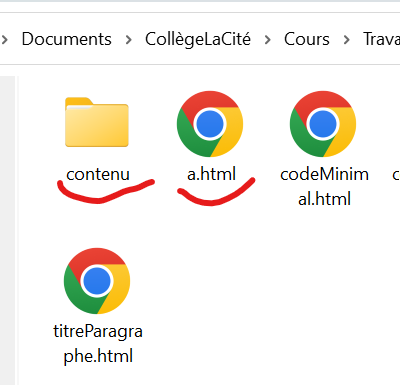 Documents > CollègeLaCité > Cours > Trava
contenu
a.html
codeMinim
al.html
titreParagra
phe.html